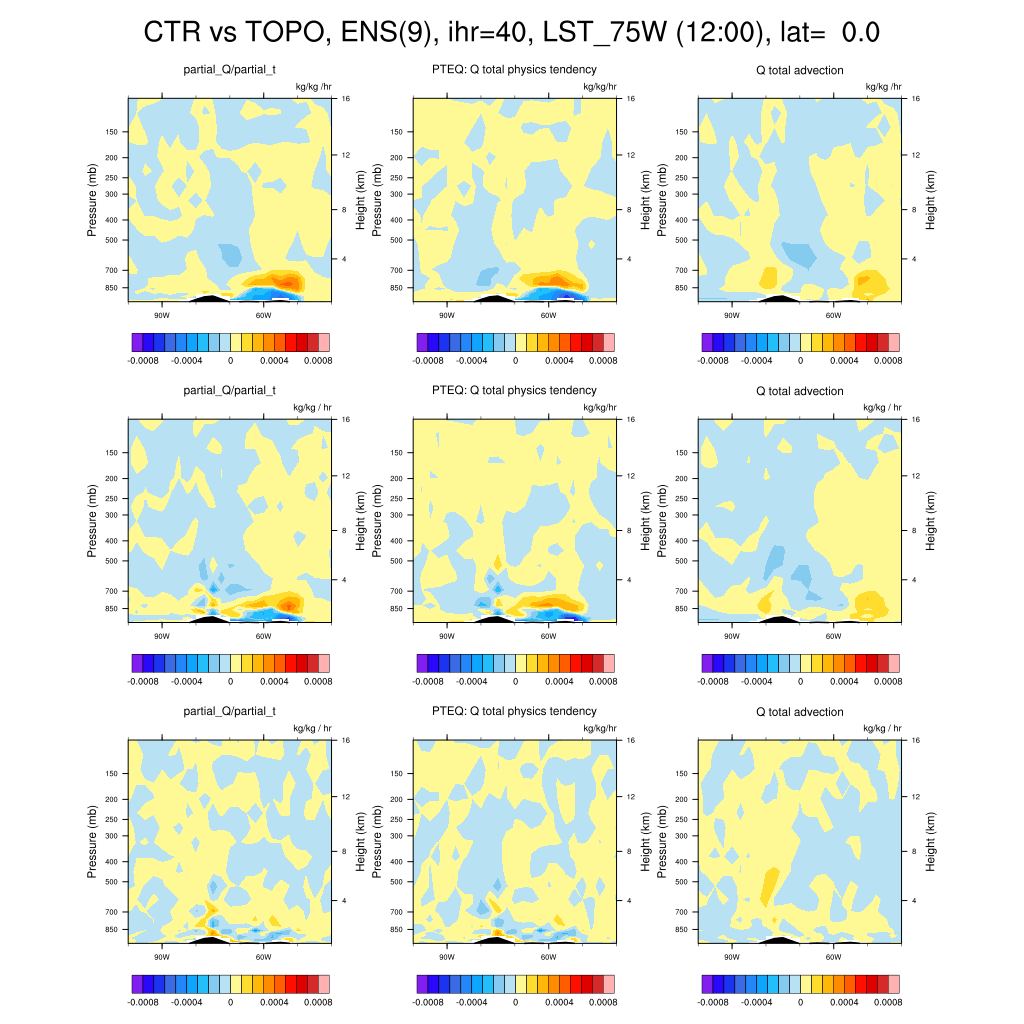 CTR vs TOPO, ENS(9), ihr=40, LST_75W (12:00), lat=  0.0
partial_Q/partial_t
PTEQ: Q total physics tendency
Q total advection
kg/kg /hr
kg/kg/hr
kg/kg /hr
Pressure (mb)
150
200
250
300
400
500
700
850
16
12
8
4
Height (km)
90W
60W
Pressure (mb)
150
200
250
300
400
500
700
850
16
12
8
4
Height (km)
90W
60W
Pressure (mb)
150
200
250
300
400
500
700
850
16
12
8
4
Height (km)
90W
60W
-0.0008 -0.0004 0 0.0004 0.0008
-0.0008 -0.0004 0 0.0004 0.0008
-0.0008 -0.0004 0 0.0004 0.0008
partial_Q/partial_t
PTEQ: Q total physics tendency
Q total advection
kg/kg / hr
kg/kg/hr
kg/kg / hr
Pressure (mb)
150
200
250
300
400
500
700
850
16
12
8
4
Height (km)
90W
60W
Pressure (mb)
150
200
250
300
400
500
700
850
16
12
8
4
Height (km)
90W
60W
Pressure (mb)
150
200
250
300
400
500
700
850
16
12
8
4
Height (km)
90W
60W
-0.0008 -0.0004 0 0.0004 0.0008
-0.0008 -0.0004 0 0.0004 0.0008
-0.0008 -0.0004 0 0.0004 0.0008
partial_Q/partial_t
PTEQ: Q total physics tendency
Q total advection
kg/kg / hr
kg/kg/hr
kg/kg / hr
Pressure (mb)
150
200
250
300
400
500
700
850
16
12
8
4
Height (km)
90W
60W
Pressure (mb)
150
200
250
300
400
500
700
850
16
12
8
4
Height (km)
90W
60W
Pressure (mb)
150
200
250
300
400
500
700
850
16
12
8
4
Height (km)
90W
60W
-0.0008 -0.0004 0 0.0004 0.0008
-0.0008 -0.0004 0 0.0004 0.0008
-0.0008 -0.0004 0 0.0004 0.0008